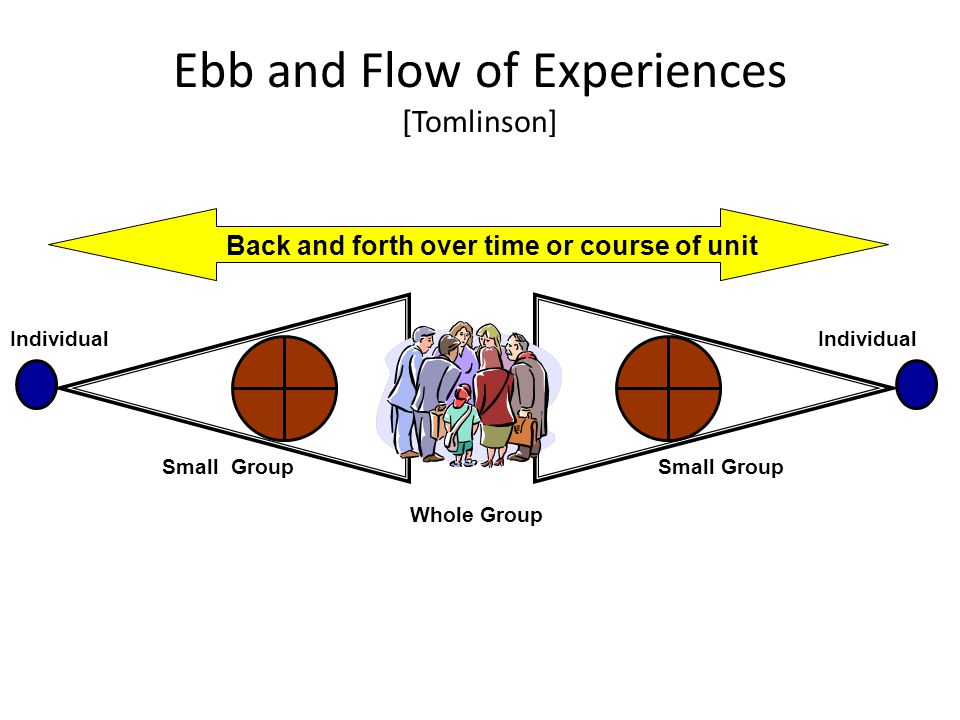 Ebb and Flow of Experiences
[Tomlinson]
Back and forth over time or course of unit
Individual
Individual
Small  Group
Small Group
Whole Group